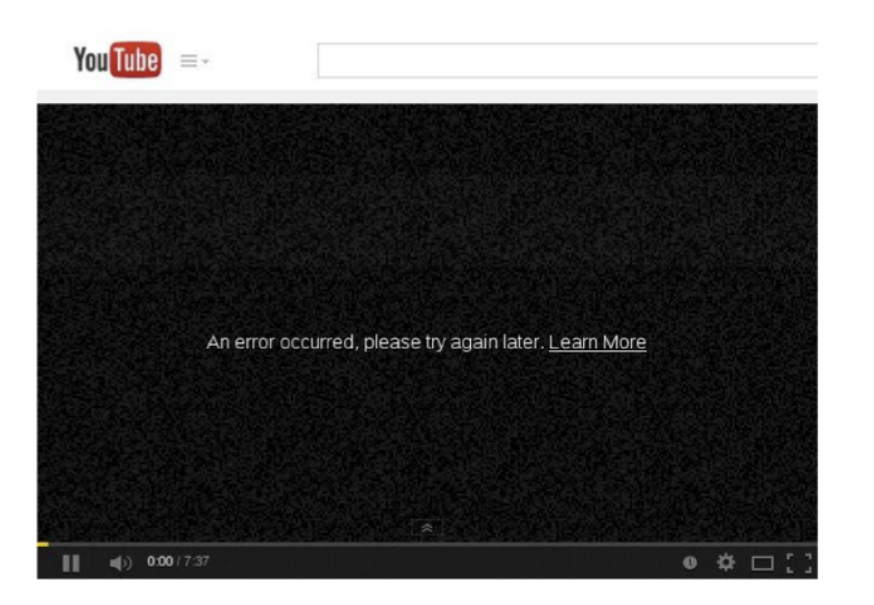 YouTube
An error occurred, please try again later. Learn More
0:00 / 7:37